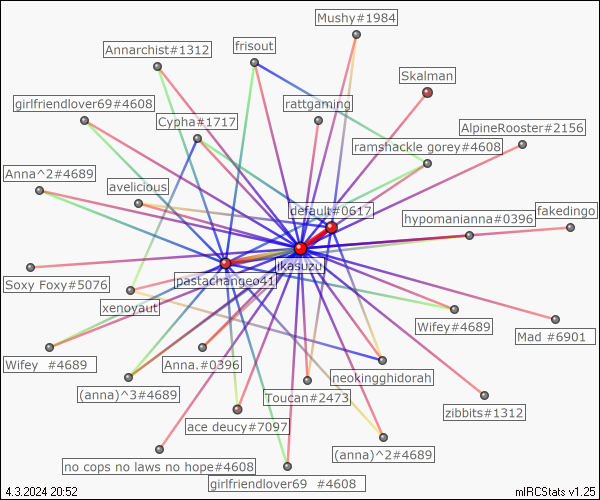 Mushy#1984
Annarchist#1312
frisout
Skalman
girlfriendlover69#4608
rattgaming
Cypha#1717
AlpineRooster#2156
ramshackle gorey#4608
Anna^2#4689
avelicious
default#0617
hypomanianna#0396
fakedingo
jkasuzu
Soxy Foxy#5076
pastachangeo41
xenoyaut
Wifey#4689
Mad #6901
Wifey #4689
Anna.#0396
neokingghidorah
(anna)^3#4689
Toucan#2473
zibbits#1312
ace deucy#7097
(anna)^2#4689
no cops no laws no hope#4608
girlfriendlover69 #4608
4.3.2024 20:52
mIRCStats v1.25